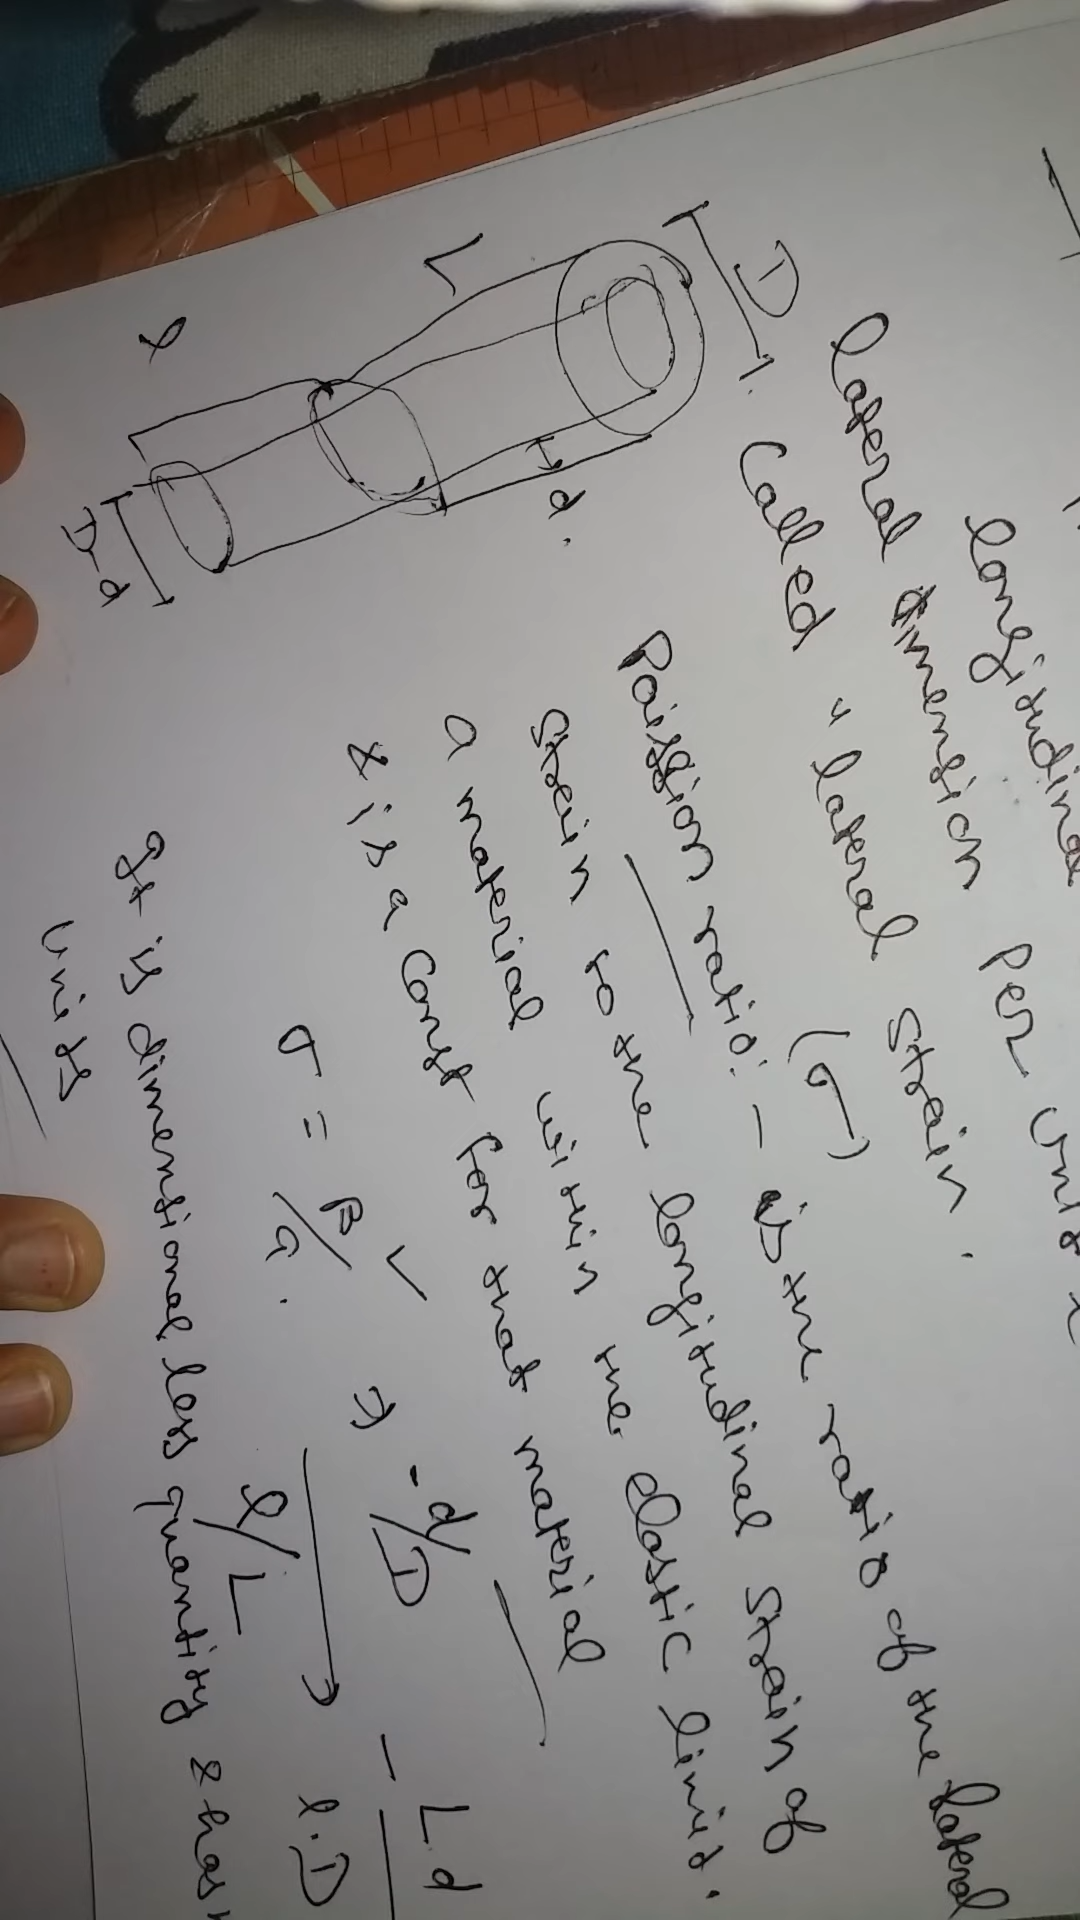 longitudinal
lateral dimension per unit
called "lateral strain.
(σ)
Poission ratio: - is the ratio of the lateral
strain to the longitudinal strain of
a material within the elastic limit.
& is a const for that material
σ = β/α. ⇒ -d/D
l/L
- L.d
l.D
It is dimensional less quantity & has
units
D
L
d.
l
D-d